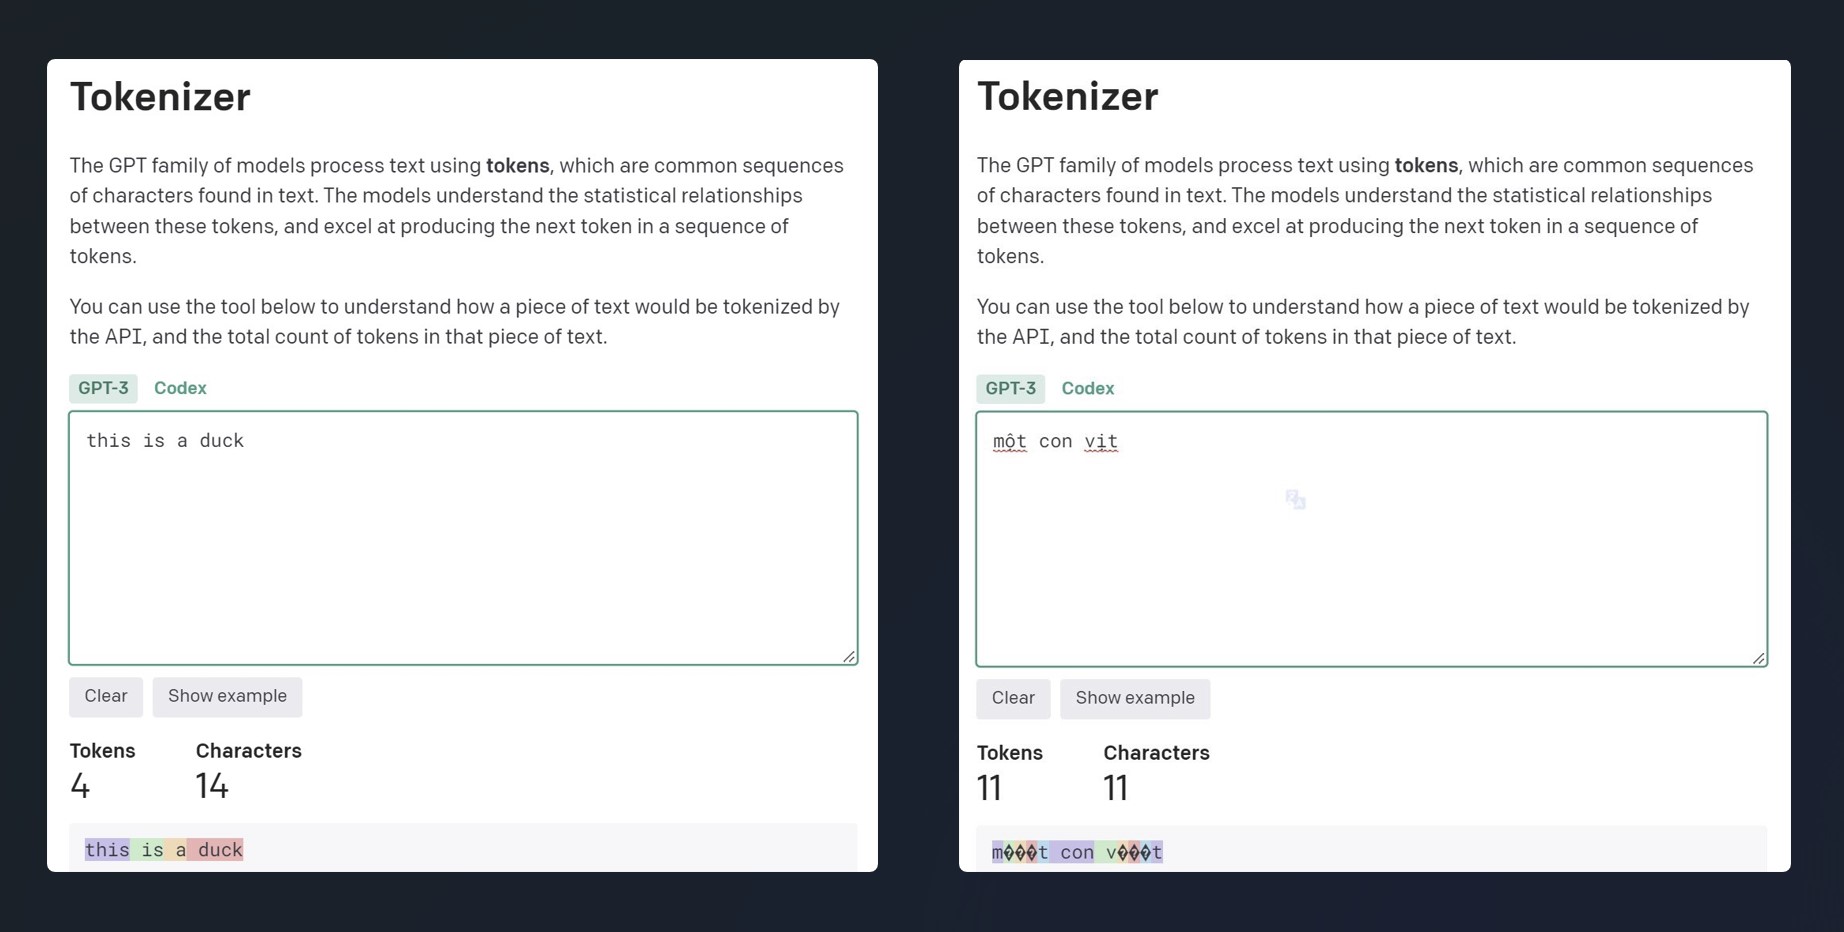 Tokenizer
The GPT family of models process text using tokens, which are common sequences
of characters found in text. The models understand the statistical relationships
between these tokens, and excel at producing the next token in a sequence of
tokens.
You can use the tool below to understand how a piece of text would be tokenized by
the API, and the total count of tokens in that piece of text.
GPT-3 Codex
this is a duck
Clear Show example
Tokens Characters
4 14
this is a duck
Tokenizer
The GPT family of models process text using tokens, which are common sequences
of characters found in text. The models understand the statistical relationships
between these tokens, and excel at producing the next token in a sequence of
tokens.
You can use the tool below to understand how a piece of text would be tokenized by
the API, and the total count of tokens in that piece of text.
GPT-3 Codex
một con vịt
Clear Show example
Tokens Characters
11 11
m���t con v���t